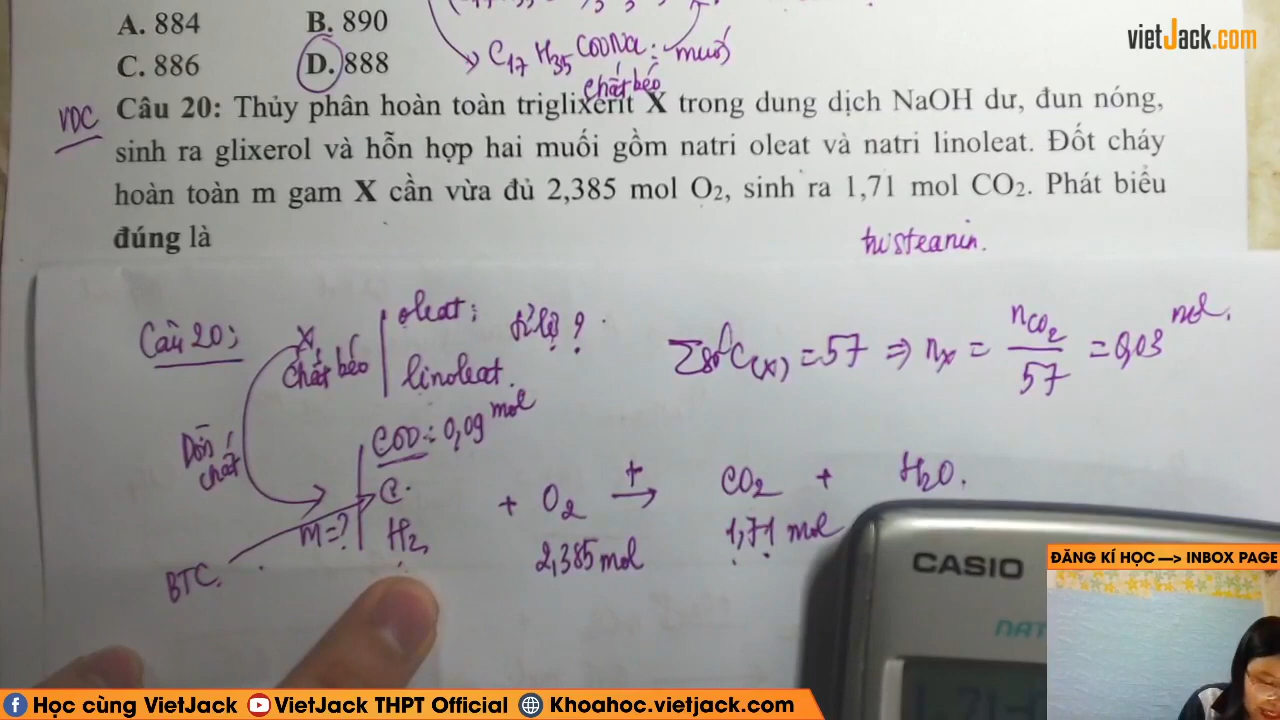 A. 884
B. 890
C. 886
D. 888
C17 H35 COONa : muối
chất béo
vietJack.com
VDC
Câu 20: Thủy phân hoàn toàn triglixerit X trong dung dịch NaOH dư, đun nóng,
sinh ra glixerol và hỗn hợp hai muối gồm natri oleat và natri linoleat. Đốt cháy
hoàn toàn m gam X cần vừa đủ 2,385 mol O2, sinh ra 1,71 mol CO2. Phát biểu
đúng là
tristearin.
Câu 20:
X
chất béo
oleat:
linoleat.
tỉ lệ ?
Σsố C(X) = 57 ⇒ nX = nCO2 / 57 = 0,03 mol.
Dồn chất
COO : 0,09 mol
C.
H2,
m=?
BTC.
+ O2 → CO2 + H2O.
2,385 mol
1,71 mol
CASIO
ĐĂNG KÍ HỌC —> INBOX PAGE
Học cùng VietJack
VietJack THPT Official
Khoahoc.vietjack.com